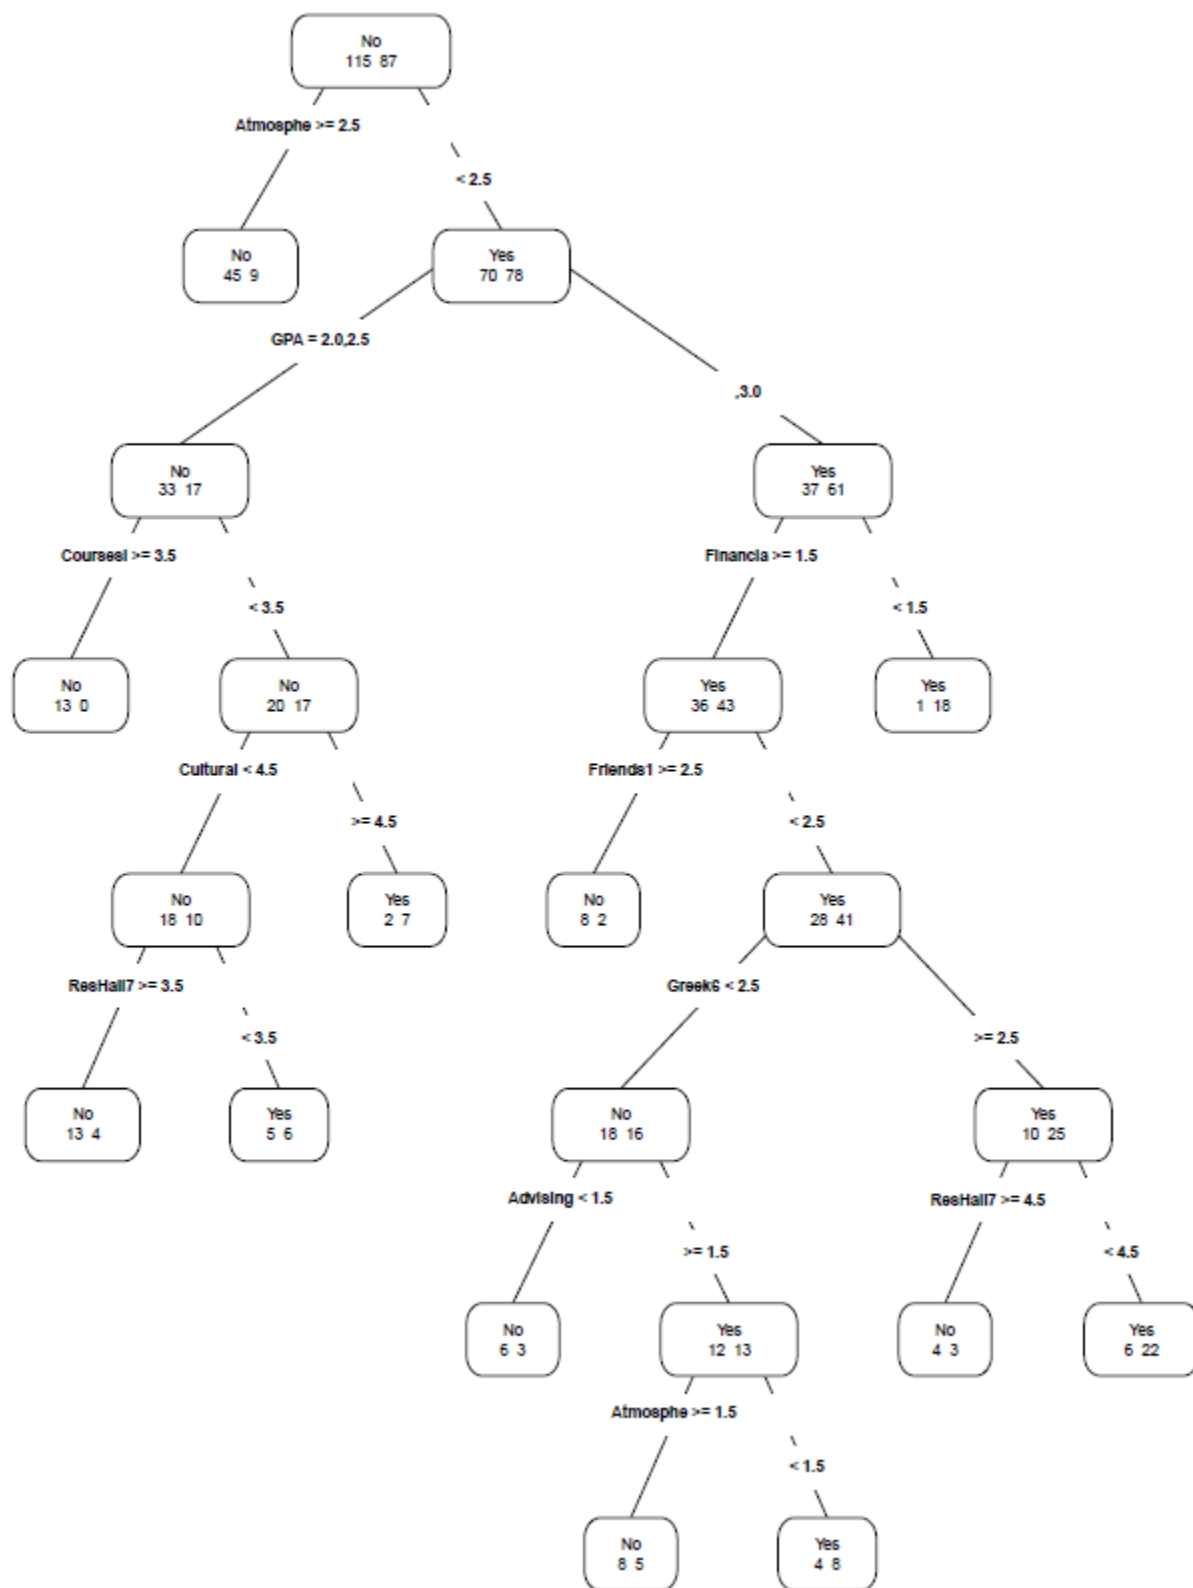 No
115 87
Atmosphe >= 2.5
< 2.5
No
45 9
Yes
70 78
GPA = 2.0,2.5
,3.0
No
33 17
Yes
37 61
CoursesI >= 3.5
< 3.5
Financia >= 1.5
< 1.5
No
13 0
No
20 17
Yes
36 43
Yes
1 18
Cultural < 4.5
>= 4.5
Friends1 >= 2.5
< 2.5
No
18 10
Yes
2 7
No
8 2
Yes
28 41
ResHall7 >= 3.5
< 3.5
Greek6 < 2.5
>= 2.5
No
13 4
Yes
5 6
No
18 16
Yes
10 25
Advising < 1.5
>= 1.5
ResHall7 >= 4.5
< 4.5
No
6 3
Yes
12 13
No
4 3
Yes
6 22
Atmosphe >= 1.5
< 1.5
No
8 5
Yes
4 8